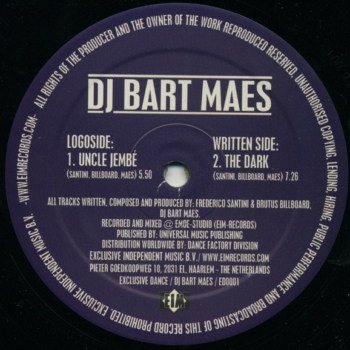 ALL RIGHTS OF THE PRODUCER AND THE OWNER OF THE WORK REPRODUCED RESERVED. UNAUTHORISED COPYING, LENDING, HIRING, PUBLIC PERFORMANCE AND BROADCASTING OF THIS RECORD PROHIBITED. EXCLUSIVE INDEPENDENT MUSIC B.V. -WWW.EIMRECORDS.COM-
DJ BART MAES
LOGOSIDE:
1. UNCLE JEMBÉ
(SANTINI, BILLBOARD, MAES) 5.50
WRITTEN SIDE:
2. THE DARK
(SANTINI, BILLBOARD, MAES) 7.26
ALL TRACKS WRITTEN, COMPOSED AND PRODUCED BY: FREDERICO SANTINI & BRUTUS BILLBOARD,
DJ BART MAES.
RECORDED AND MIXED @ EMDE-STUDIO (EIM-RECORDS)
PUBLISHED BY: UNIVERSAL MUSIC PUBLISHING
DISTRIBUTION WORLDWIDE BY: DANCE FACTORY DIVISION
EXCLUSIVE INDEPENDENT MUSIC B.V./ WWW.EIMRECORDS.COM
PIETER GOEDKOOPWEG 10, 2031 EL, HAARLEM - THE NETHERLANDS
EXCLUSIVE DANCE / DJ BART MAES / ED0001